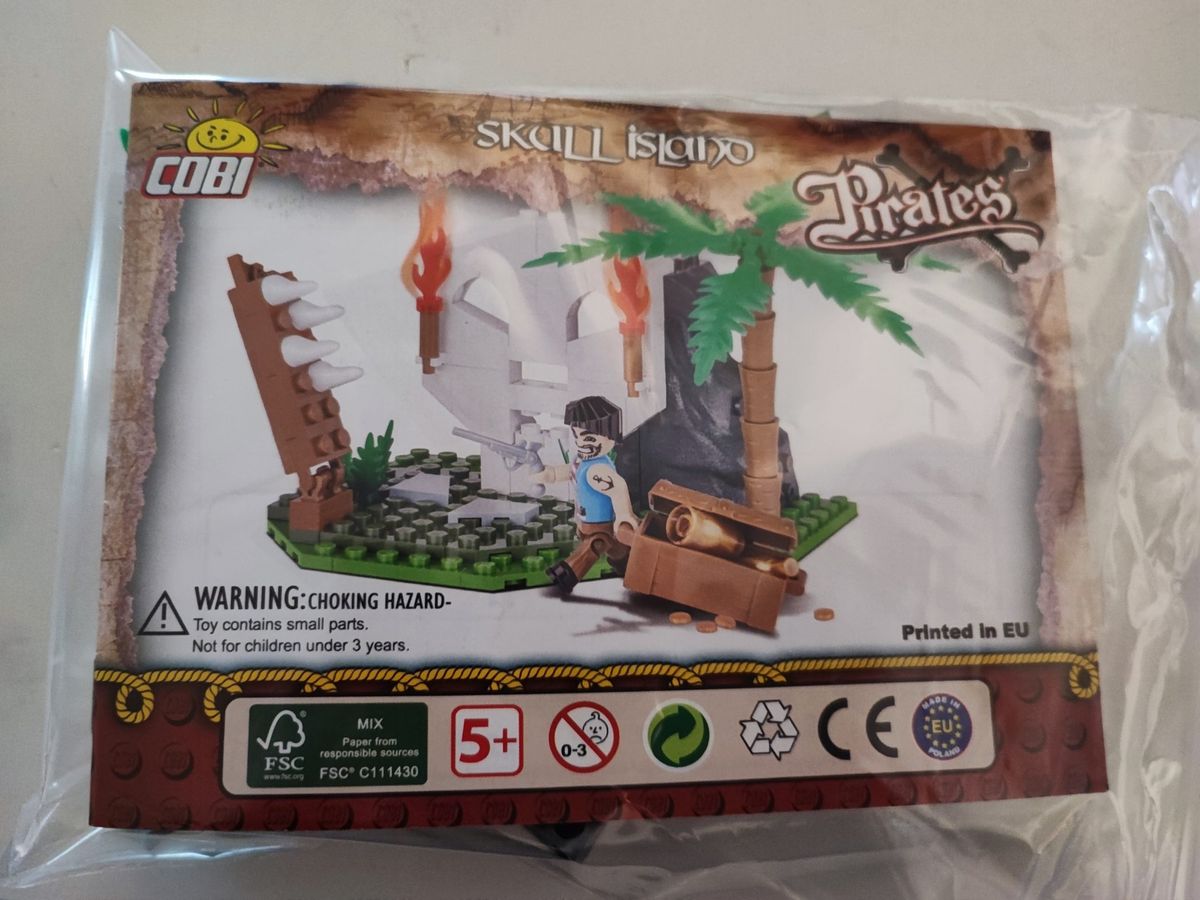 COBI
SKULL ISLAND
Pirates
WARNING: CHOKING HAZARD-
Toy contains small parts.
Not for children under 3 years.
Printed in EU
FSC
www.fsc.org
MIX
Paper from
responsible sources
FSC® C111430
5+
0-3
CE
MADE IN
EU
POLAND